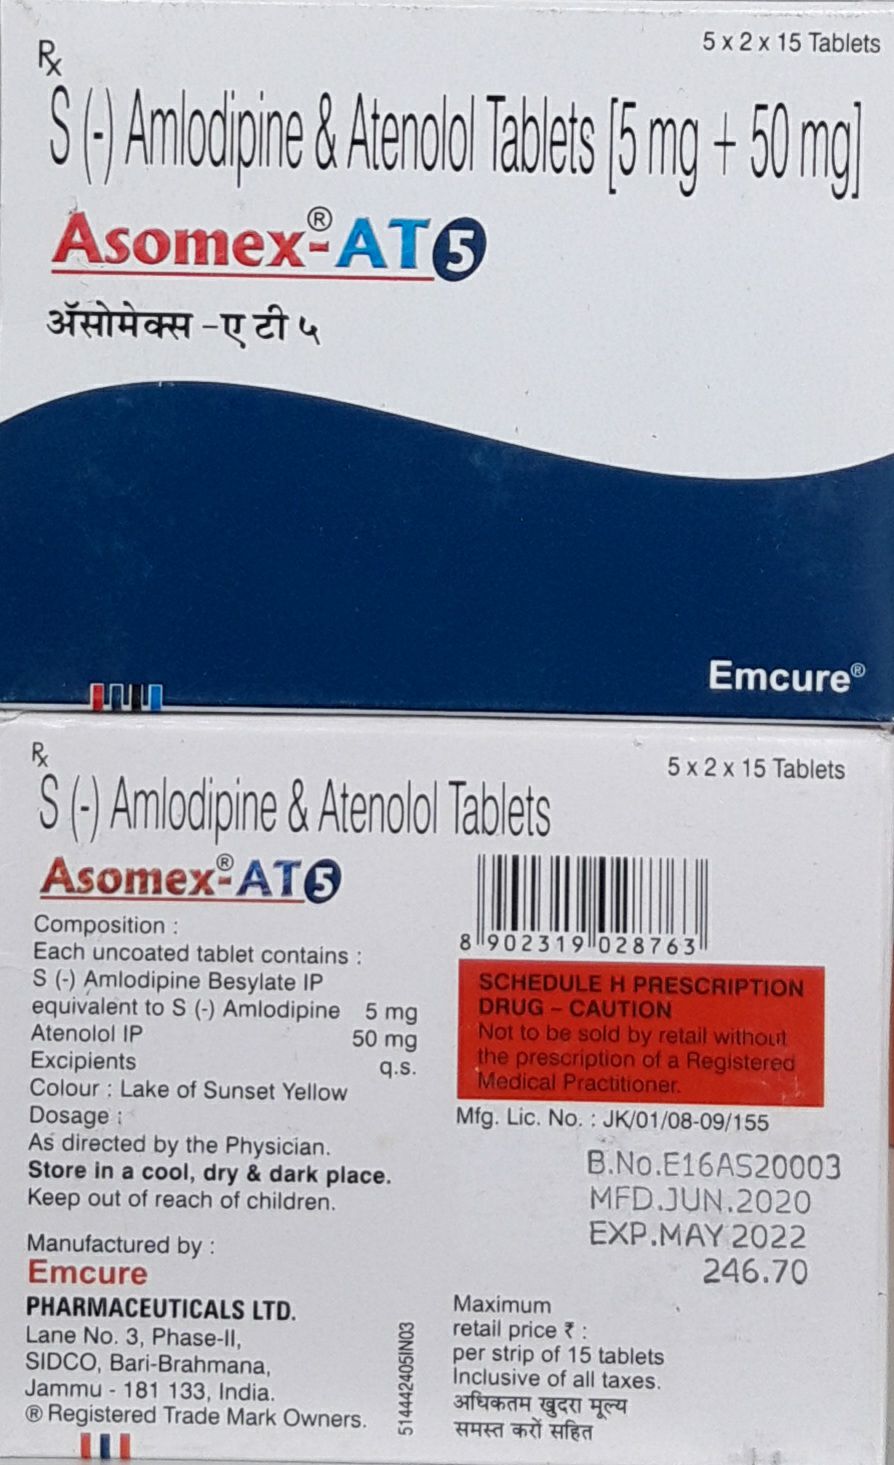 5 x 2 x 15 Tablets
Rx
S (-) Amlodipine & Atenolol Tablets [5 mg + 50 mg]
Asomex®-AT 5
ॲसोमेक्स -ए टी ५
Emcure®
Rx
5 x 2 x 15 Tablets
S (-) Amlodipine & Atenolol Tablets
Asomex®-AT 5
Composition :
Each uncoated tablet contains :
S (-) Amlodipine Besylate IP
equivalent to S (-) Amlodipine 5 mg
Atenolol IP 50 mg
Excipients q.s.
Colour : Lake of Sunset Yellow
Dosage :
As directed by the Physician.
Store in a cool, dry & dark place.
Keep out of reach of children.
Manufactured by :
Emcure
PHARMACEUTICALS LTD.
Lane No. 3, Phase-II,
SIDCO, Bari-Brahmana,
Jammu - 181 133, India.
® Registered Trade Mark Owners.
514442405IN03
8 902319 028763
SCHEDULE H PRESCRIPTION
DRUG – CAUTION
Not to be sold by retail without
the prescription of a Registered
Medical Practitioner.
Mfg. Lic. No. : JK/01/08-09/155
B.No.E16AS20003
MFD.JUN.2020
EXP.MAY 2022
246.70
Maximum
retail price ₹ :
per strip of 15 tablets
Inclusive of all taxes.
अधिकतम खुदरा मूल्य
समस्त करों सहित